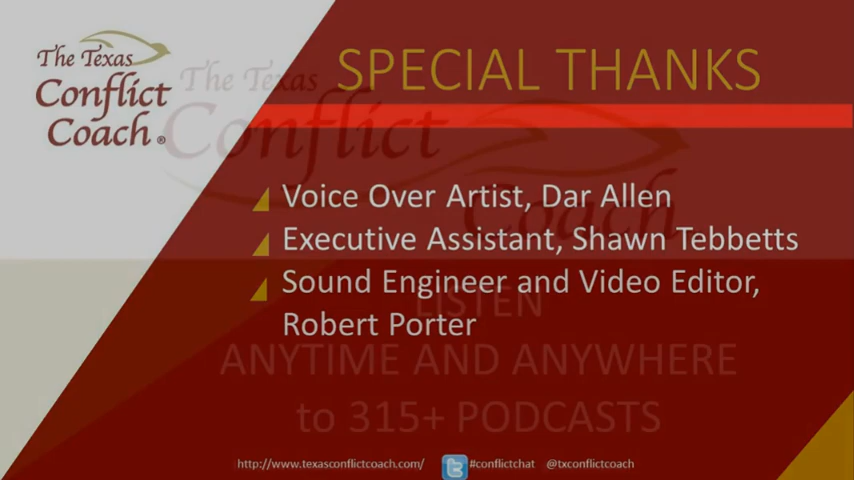 The Texas
Conflict
Coach®
SPECIAL THANKS
The Texas
Conflict
Coach
Voice Over Artist, Dar Allen
Executive Assistant, Shawn Tebbetts
Sound Engineer and Video Editor,
Robert Porter
LISTEN
ANYTIME AND ANYWHERE
to 315+ PODCASTS
http://www.texasconflictcoach.com/ #conflictchat @txconflictcoach